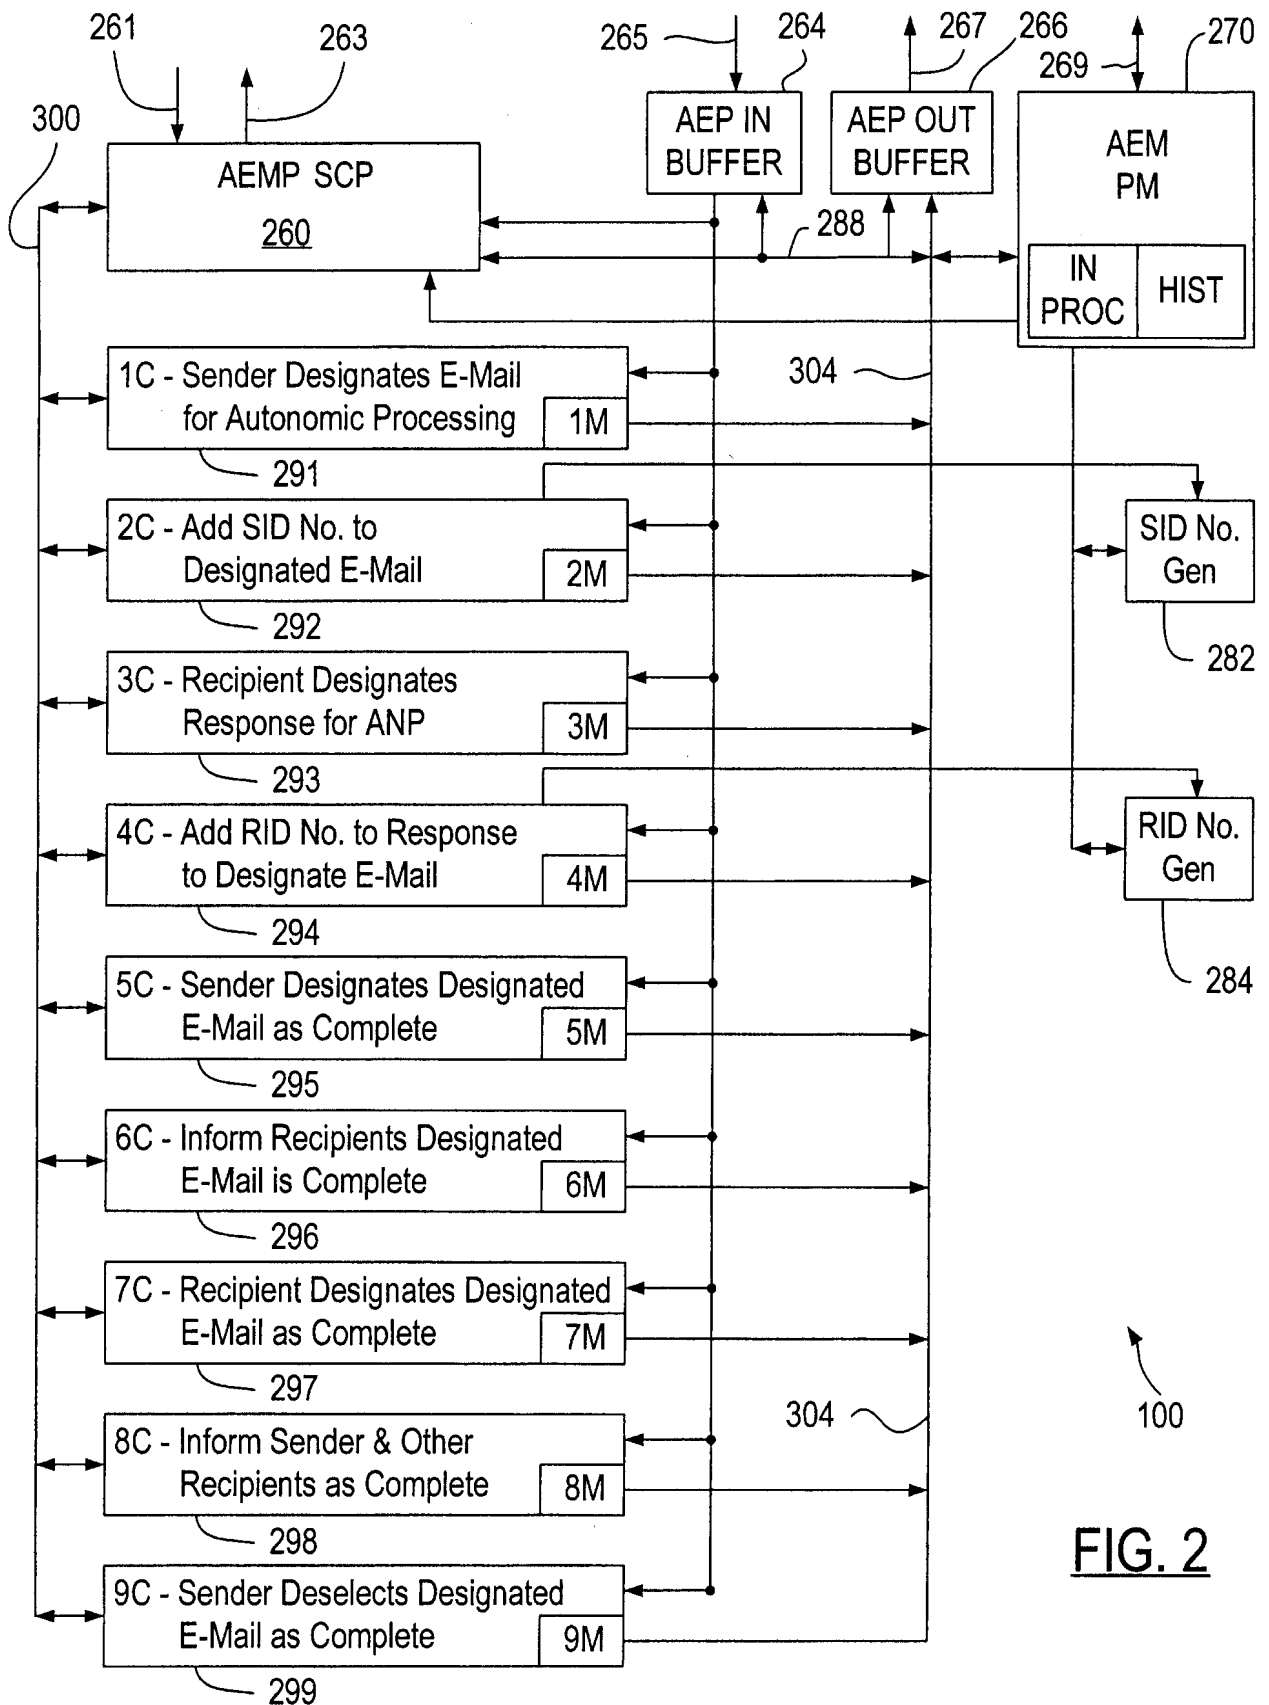 261
263
265
264
267
266
269
270
300
AEMP SCP
260
AEP IN
BUFFER
AEP OUT
BUFFER
AEM
PM
IN
PROC
HIST
288
304
1C - Sender Designates E-Mail
for Autonomic Processing
1M
291
2C - Add SID No. to
Designated E-Mail
2M
292
SID No.
Gen
282
3C - Recipient Designates
Response for ANP
3M
293
4C - Add RID No. to Response
to Designate E-Mail
4M
294
RID No.
Gen
284
5C - Sender Designates Designated
E-Mail as Complete
5M
295
6C - Inform Recipients Designated
E-Mail is Complete
6M
296
7C - Recipient Designates Designated
E-Mail as Complete
7M
297
304
100
8C - Inform Sender & Other
Recipients as Complete
8M
298
9C - Sender Deselects Designated
E-Mail as Complete
9M
299
FIG. 2